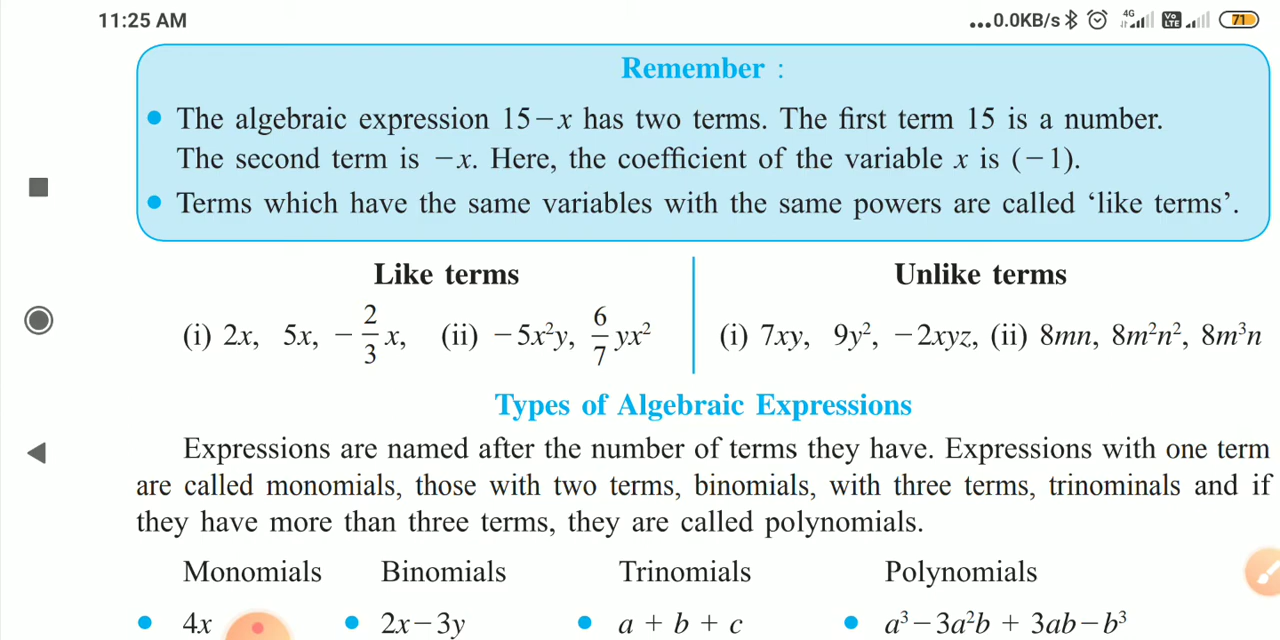 11:25 AM ...0.0KB/s 4G Vo LTE 71
Remember :
• The algebraic expression 15−x has two terms. The first term 15 is a number.
The second term is −x. Here, the coefficient of the variable x is (−1).
• Terms which have the same variables with the same powers are called ‘like terms’.
Like terms Unlike terms
(i) 2x, 5x, −2/3 x, (ii) −5x²y, 6/7 yx² (i) 7xy, 9y², −2xyz, (ii) 8mn, 8m²n², 8m³n
Types of Algebraic Expressions
Expressions are named after the number of terms they have. Expressions with one term
are called monomials, those with two terms, binomials, with three terms, trinominals and if
they have more than three terms, they are called polynomials.
Monomials Binomials Trinomials Polynomials
• 4x • 2x−3y • a + b + c • a³−3a²b + 3ab−b³